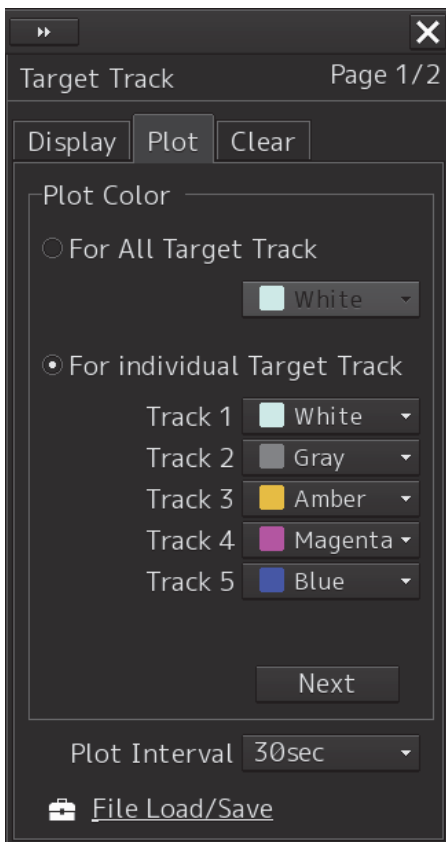 Target Track Page 1/2
Display Plot Clear
Plot Color
For All Target Track
White
For individual Target Track
Track 1 White
Track 2 Gray
Track 3 Amber
Track 4 Magenta
Track 5 Blue
Next
Plot Interval 30sec
File Load/Save